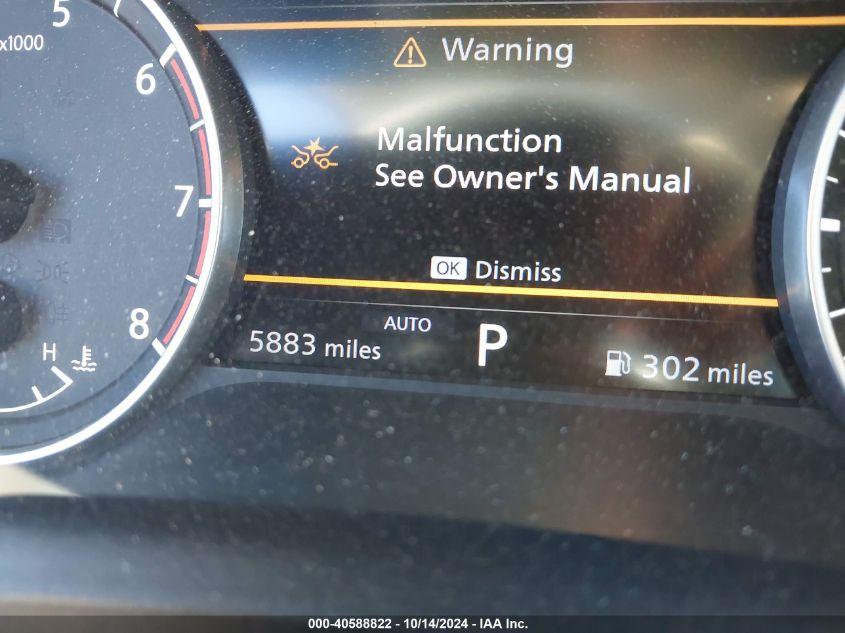 5
7
x1000
6
7
8
H
Warning
Malfunction
See Owner's Manual
OK Dismiss
AUTO
5883 miles
P
302 miles
000-40588822 - 10/14/2024 - IAA Inc.